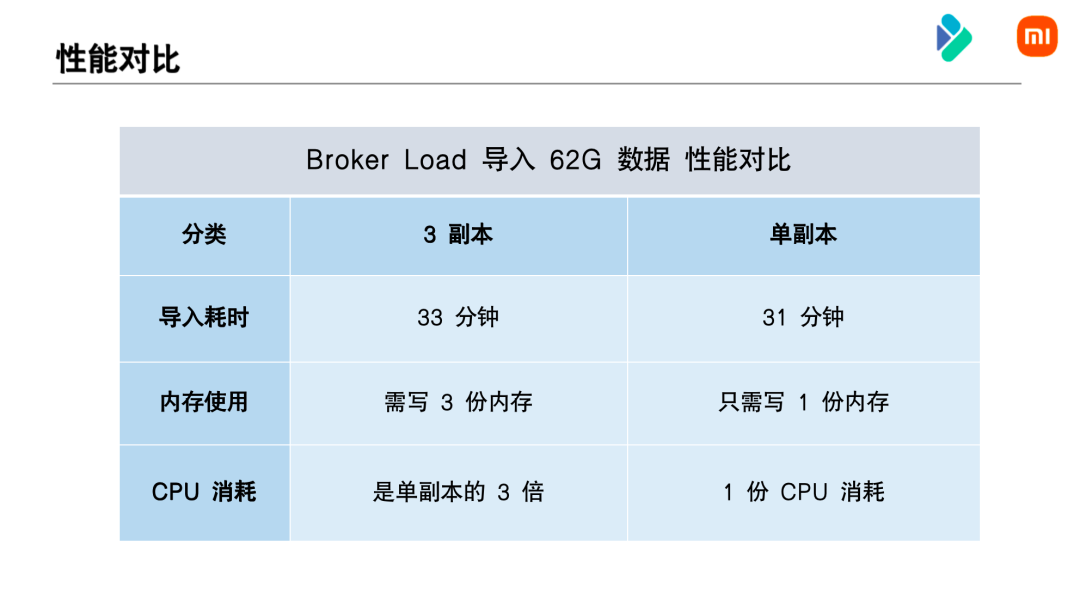 性能对比
mi
Broker Load 导入 62G 数据 性能对比
分类 3 副本 单副本
导入耗时 33 分钟 31 分钟
内存使用 需写 3 份内存 只需写 1 份内存
CPU 消耗 是单副本的 3 倍 1 份 CPU 消耗